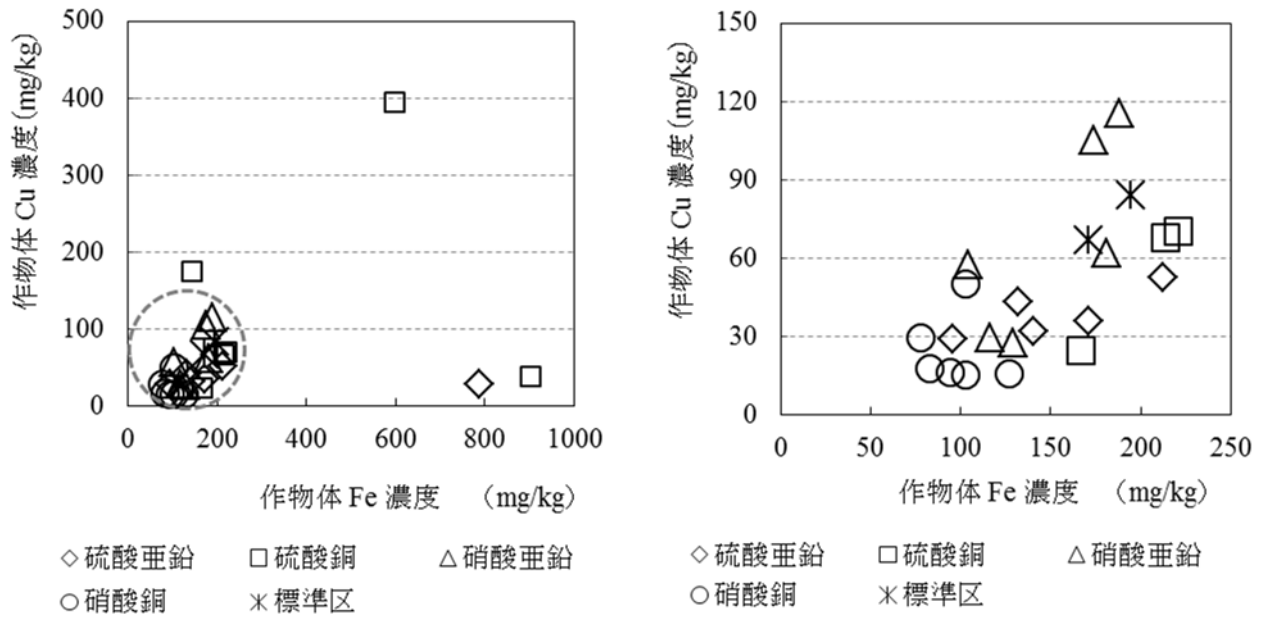 500
400
300
200
100
0
作物体 Cu 濃度(mg/kg)
0 200 400 600 800 1000
作物体 Fe 濃度 （mg/kg）
◇硫酸亜鉛 □硫酸銅 △硝酸亜鉛
○硝酸銅 ＊標準区
150
120
90
60
30
0
作物体 Cu 濃度(mg/kg)
0 50 100 150 200 250
作物体 Fe 濃度 （mg/kg）
◇硫酸亜鉛 □硫酸銅 △硝酸亜鉛
○硝酸銅 ＊標準区